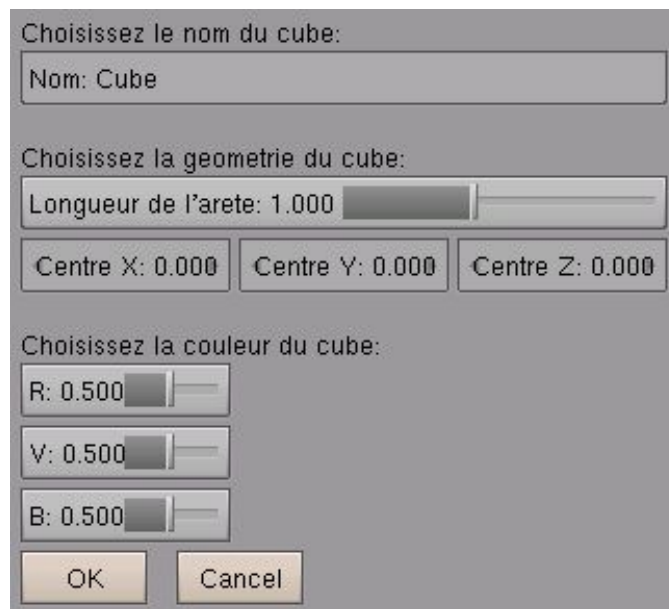 Choisissez le nom du cube:
Nom: Cube
Choisissez la geometrie du cube:
Longueur de l'arete: 1.000
Centre X: 0.000 Centre Y: 0.000 Centre Z: 0.000
Choisissez la couleur du cube:
R: 0.500
V: 0.500
B: 0.500
OK Cancel